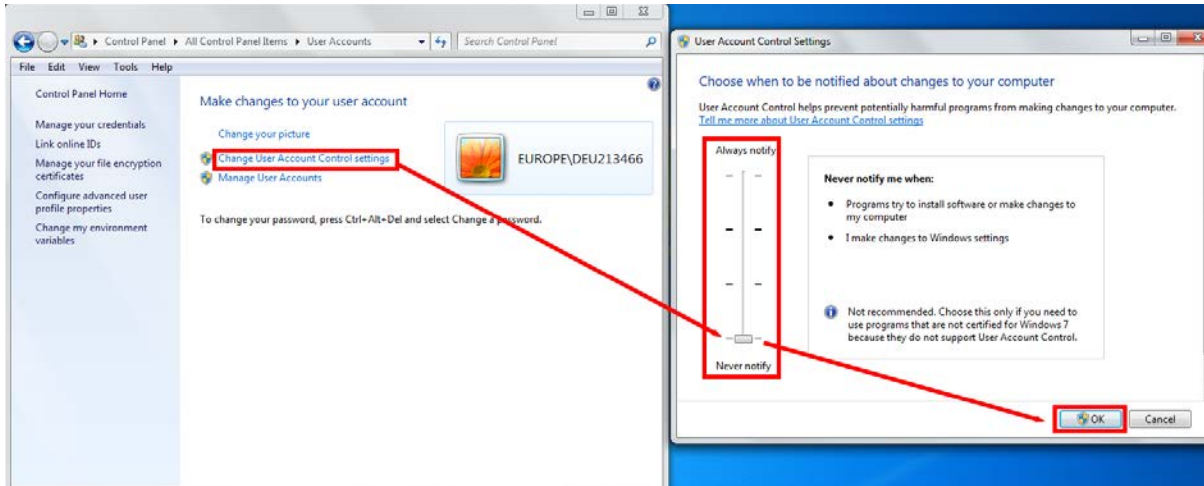 Control Panel ▸ All Control Panel Items ▸ User Accounts
Search Control Panel
File Edit View Tools Help
Control Panel Home
Manage your credentials
Link online IDs
Manage your file encryption
certificates
Configure advanced user
profile properties
Change my environment
variables
Make changes to your user account
Change your picture
Change User Account Control settings
Manage User Accounts
EUROPE\DEU213466
To change your password, press Ctrl+Alt+Del and select Change a password.
User Account Control Settings
Choose when to be notified about changes to your computer
User Account Control helps prevent potentially harmful programs from making changes to your computer.
Tell me more about User Account Control settings
Always notify
Never notify
Never notify me when:
• Programs try to install software or make changes to
my computer
• I make changes to Windows settings
Not recommended. Choose this only if you need to
use programs that are not certified for Windows 7
because they do not support User Account Control.
OK
Cancel